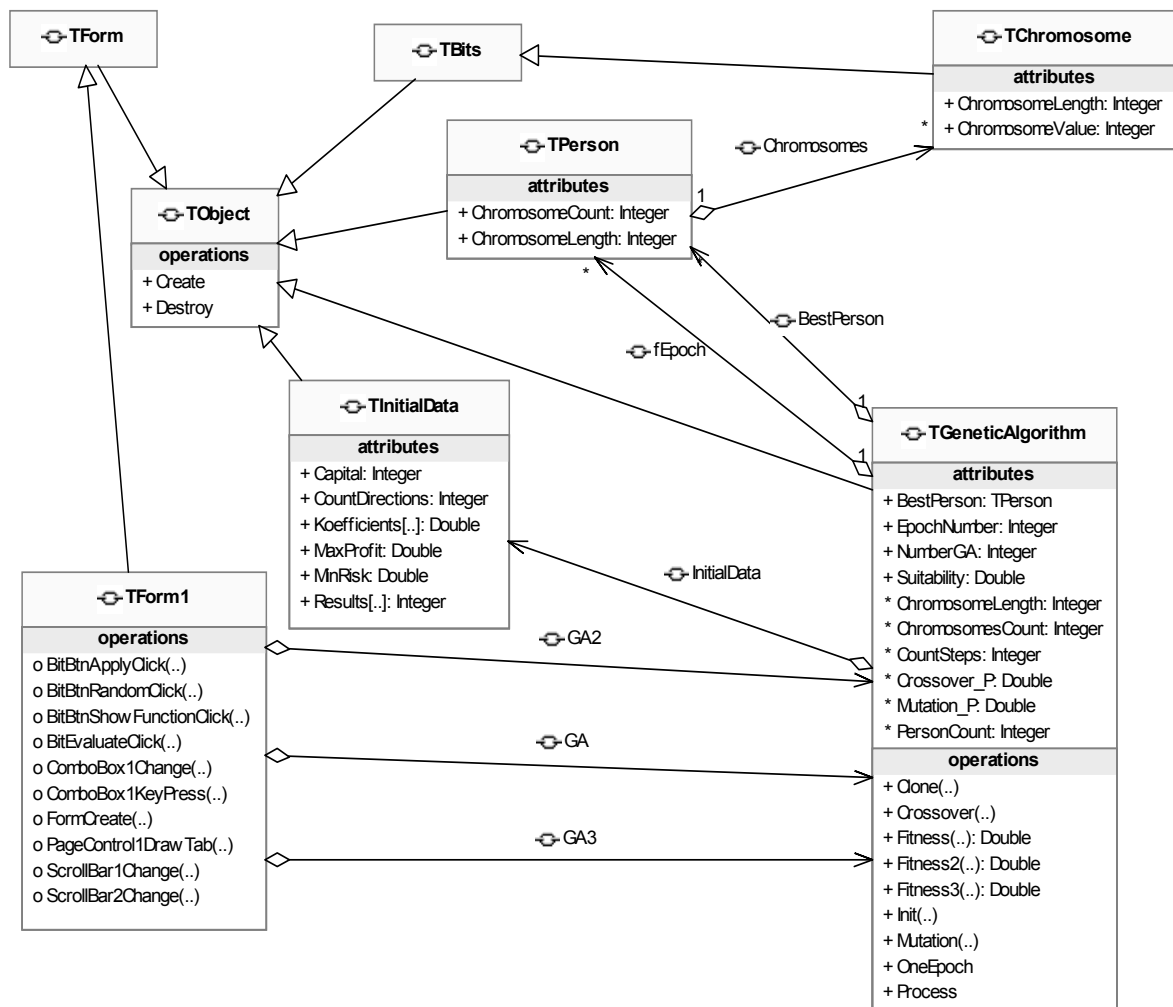 TForm
TBits
TChromosome
attributes
+ ChromosomeLength: Integer
+ ChromosomeValue: Integer
*
Chromosomes
1
TPerson
attributes
+ ChromosomeCount: Integer
+ ChromosomeLength: Integer
TObject
operations
+ Create
+ Destroy
*
*
BestPerson
fEpoch
1
1
TInitialData
attributes
+ Capital: Integer
+ CountDirections: Integer
+ Koefficients[..]: Double
+ MaxProfit: Double
+ MinRisk: Double
+ Results[..]: Integer
InitialData
TGeneticAlgorithm
attributes
+ BestPerson: TPerson
+ EpochNumber: Integer
+ NumberGA: Integer
+ Suitability: Double
* ChromosomeLength: Integer
* ChromosomesCount: Integer
* CountSteps: Integer
* Crossover_P: Double
* Mutation_P: Double
* PersonCount: Integer
operations
+ Clone(..)
+ Crossover(..)
+ Fitness(..): Double
+ Fitness2(..): Double
+ Fitness3(..): Double
+ Init(..)
+ Mutation(..)
+ OneEpoch
+ Process
TForm1
operations
o BitBtnApplyClick(..)
o BitBtnRandomClick(..)
o BitBtnShow FunctionClick(..)
o BitEvaluateClick(..)
o ComboBox1Change(..)
o ComboBox1KeyPress(..)
o FormCreate(..)
o PageControl1Draw Tab(..)
o ScrollBar1Change(..)
o ScrollBar2Change(..)
GA2
GA
GA3